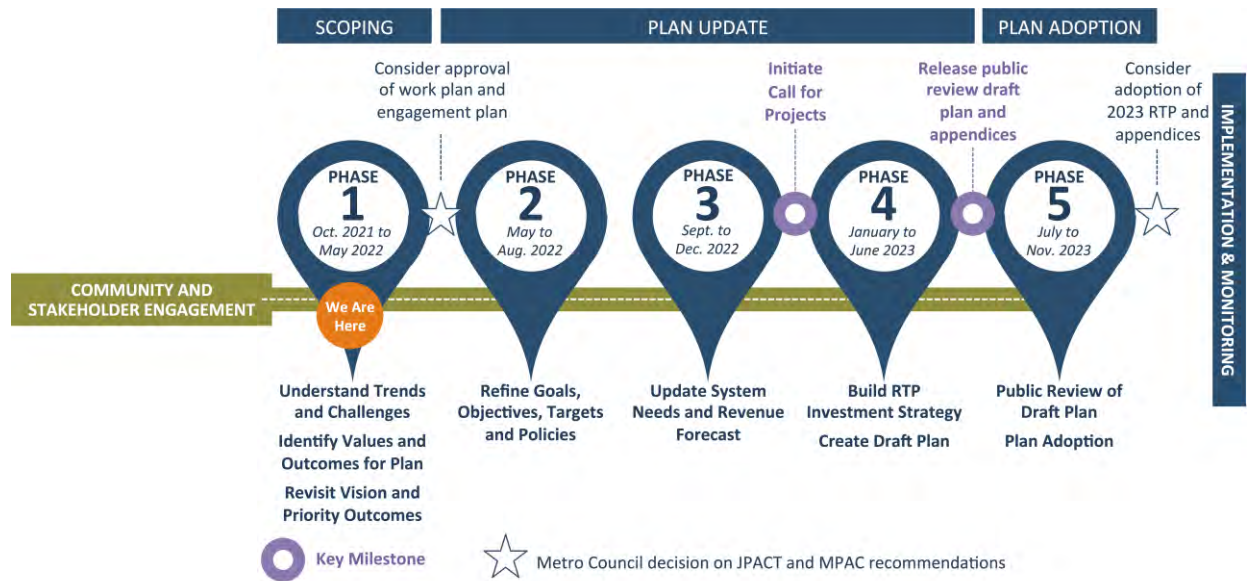 SCOPING
PLAN UPDATE
PLAN ADOPTION
Consider approval
of work plan and
engagement plan
Initiate
Call for
Projects
Release public
review draft
plan and
appendices
Consider
adoption of
2023 RTP and
appendices
PHASE
1
Oct. 2021 to
May 2022
PHASE
2
May to
Aug. 2022
PHASE
3
Sept. to
Dec. 2022
PHASE
4
January to
June 2023
PHASE
5
July to
Nov. 2023
IMPLEMENTATION & MONITORING
COMMUNITY AND
STAKEHOLDER ENGAGEMENT
We Are
Here
Understand Trends
and Challenges
Identify Values and
Outcomes for Plan
Revisit Vision and
Priority Outcomes
Refine Goals,
Objectives, Targets
and Policies
Update System
Needs and Revenue
Forecast
Build RTP
Investment Strategy
Create Draft Plan
Public Review of
Draft Plan
Plan Adoption
Key Milestone
Metro Council decision on JPACT and MPAC recommendations